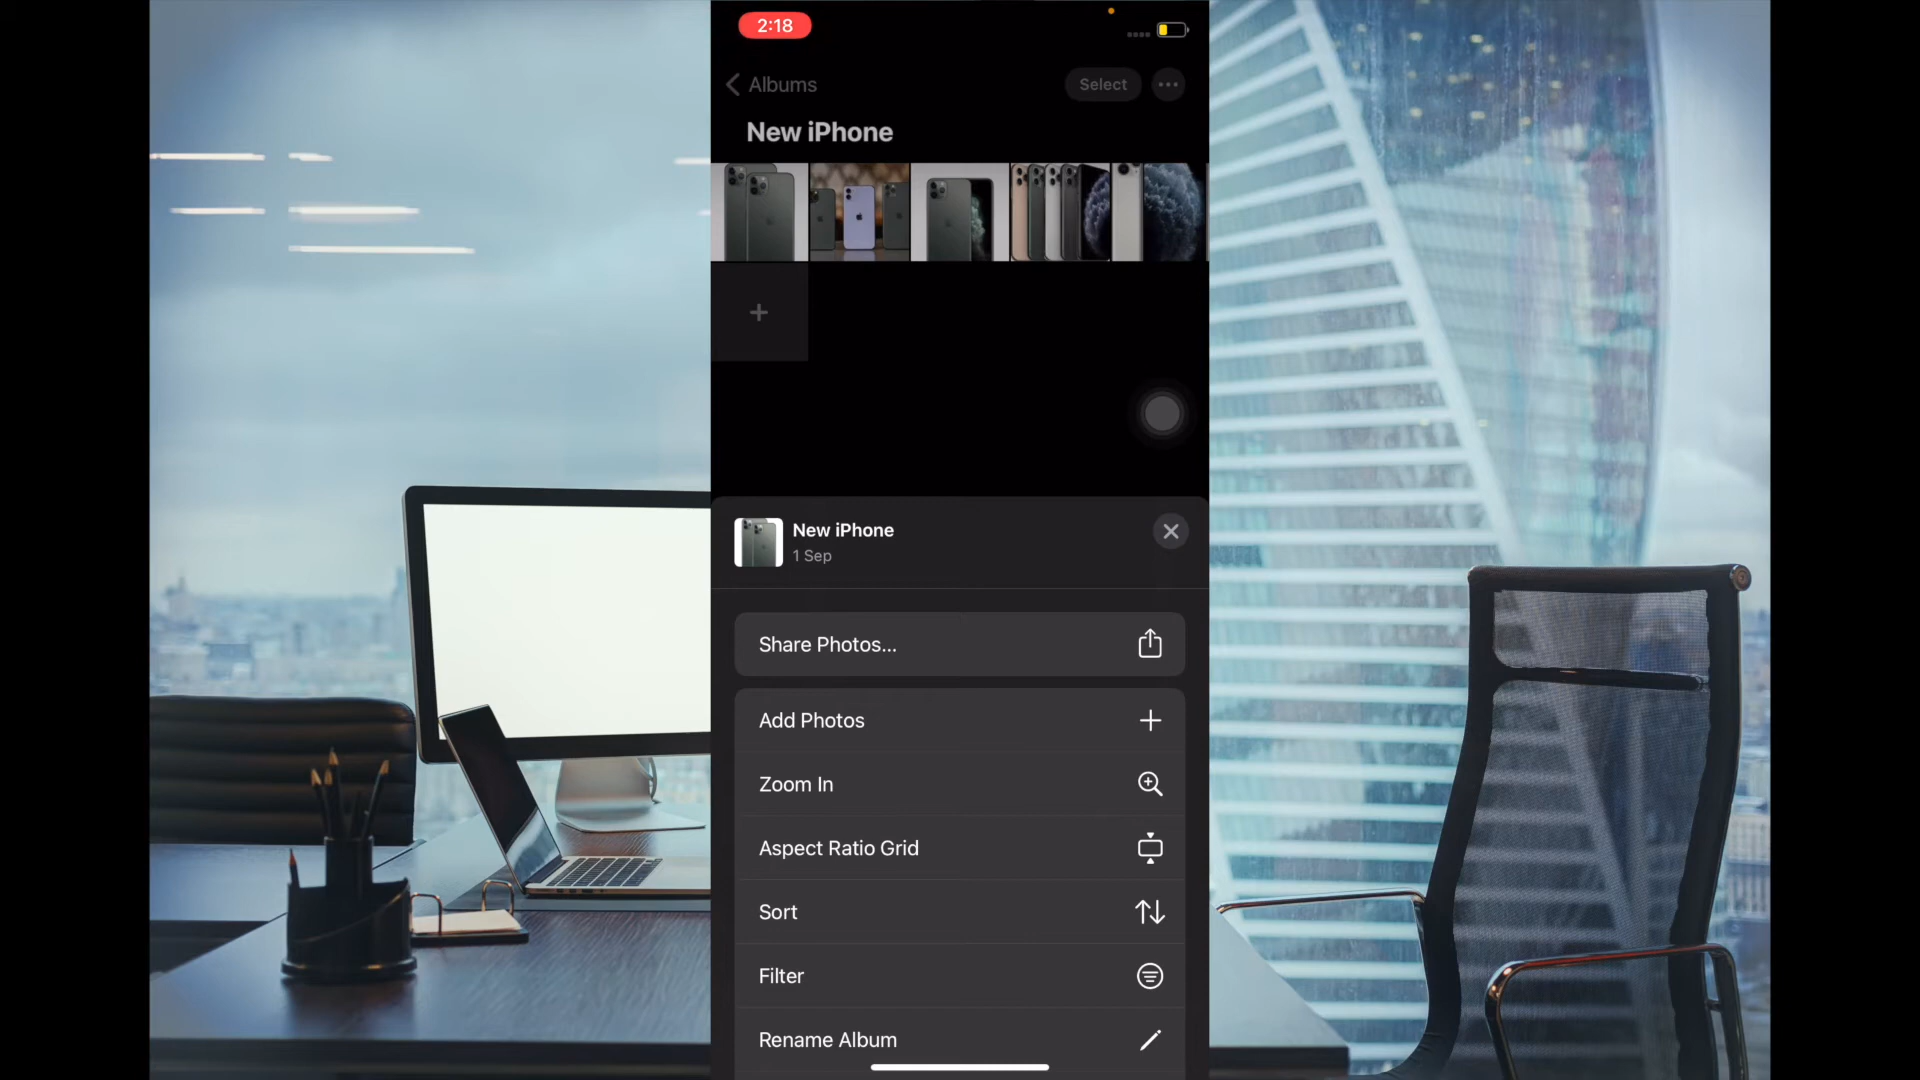 2:18
Albums
Select
New iPhone
New iPhone
1 Sep
Share Photos...
Add Photos
Zoom In
Aspect Ratio Grid
Sort
Filter
Rename Album